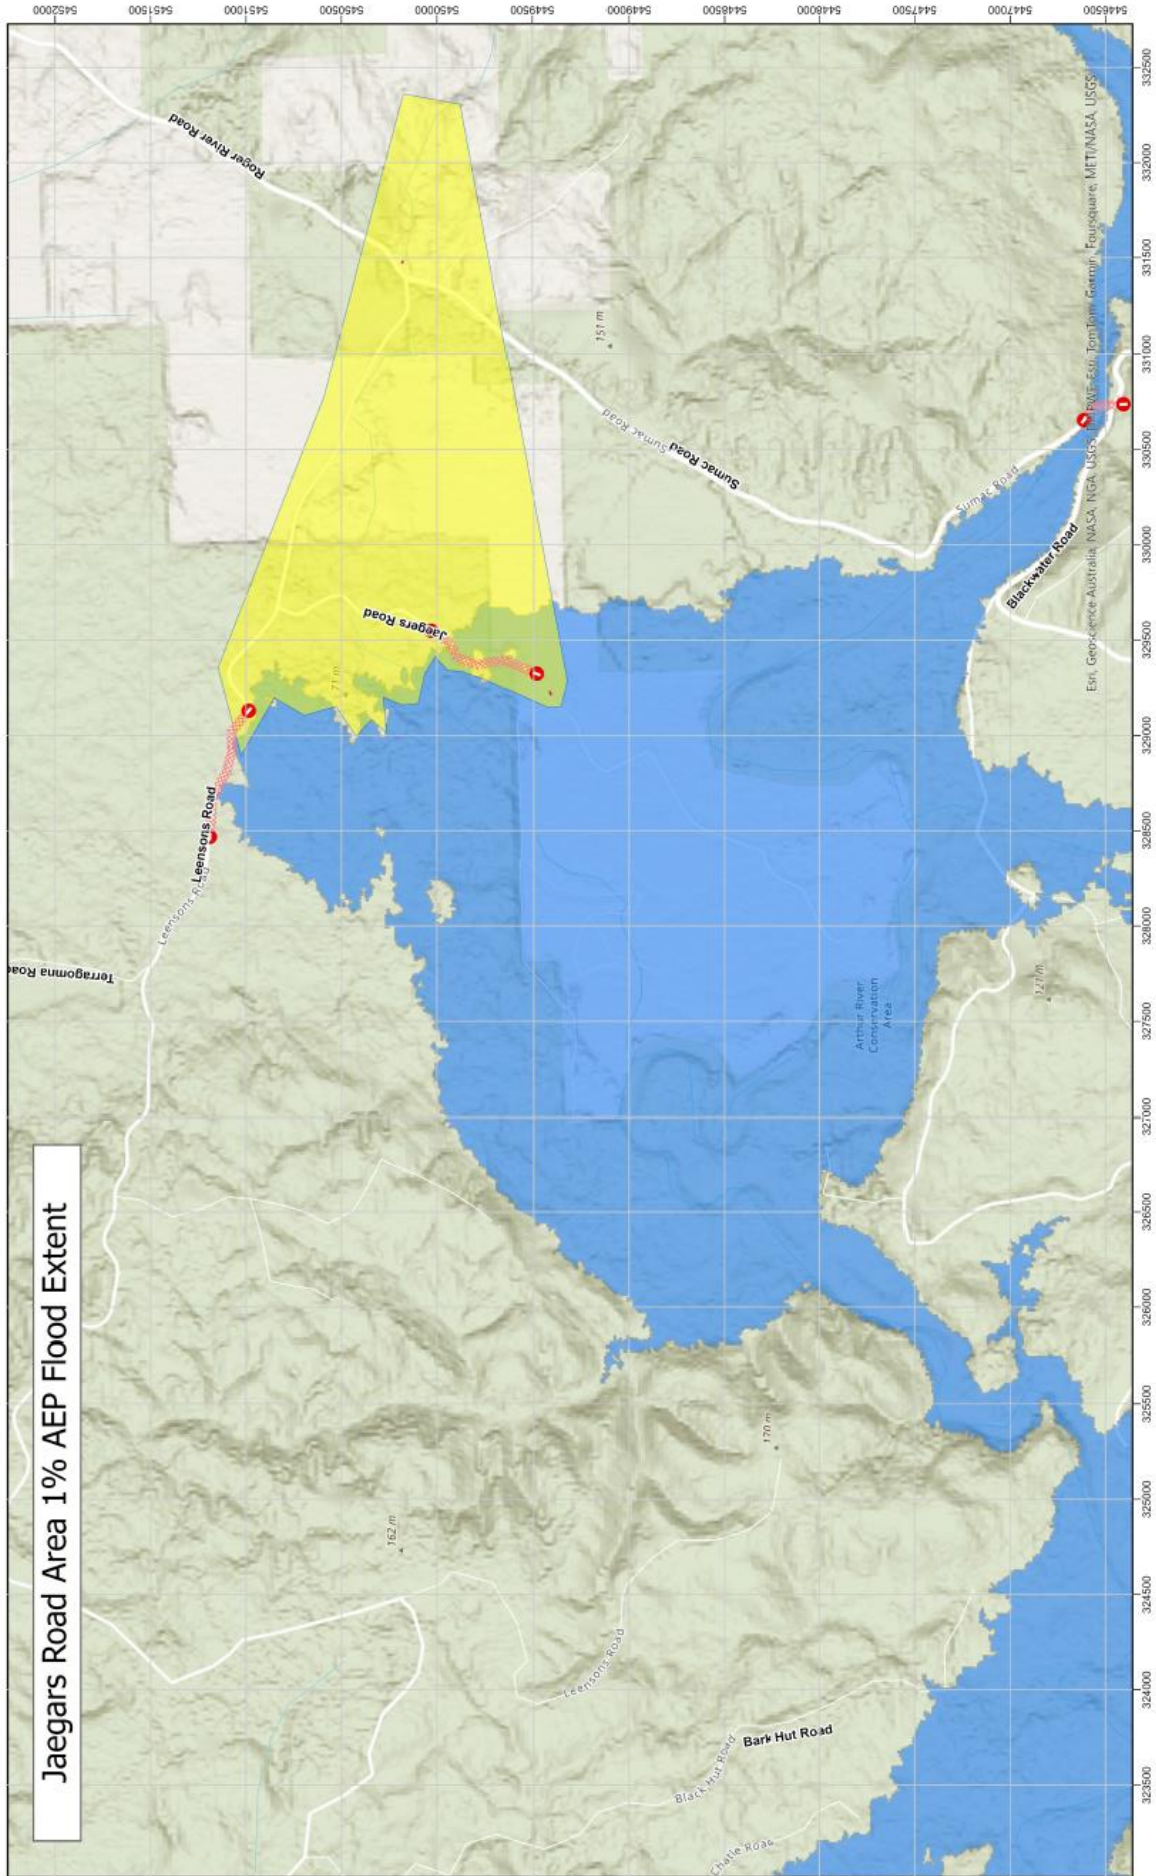 Jaegars Road Area 1% AEP Flood Extent
Terragomna Road
Roger River Road
Leensons Road
Leensons Road
71 m
Jaegers Road
162 m
151 m
Leensons Road
Sumac Road
Sumac Road
Black Hut Road
Bark Hut Road
Chatle Road
170 m
Arthur River
Conservation
Area
Sumac Road
127 m
Blackwater Road
Esri, Geoscience Australia, NASA, NGA, USGS, Esri, TomTom, Garmin, Foursquare, METI/NASA, USGS
5452000
5451500
5451000
5450500
5450000
5449500
5449000
5448500
5448000
5447500
5447000
5446500
323500
324000
324500
325000
325500
326000
326500
327000
327500
328000
328500
329000
329500
330000
330500
331000
331500
332000
332500